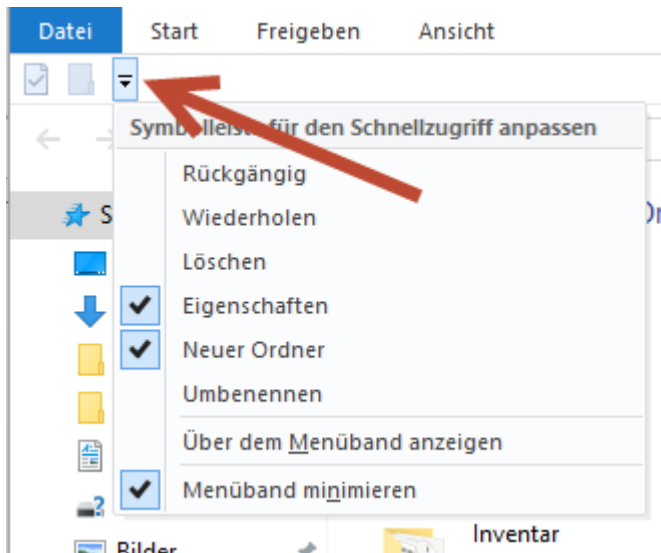 Datei Start Freigeben Ansicht
Symbolleiste für den Schnellzugriff anpassen
Rückgängig
S Wiederholen
Löschen
Eigenschaften
Neuer Ordner
Umbenennen
Über dem Menüband anzeigen
Menüband minimieren
Inventar
Bilder